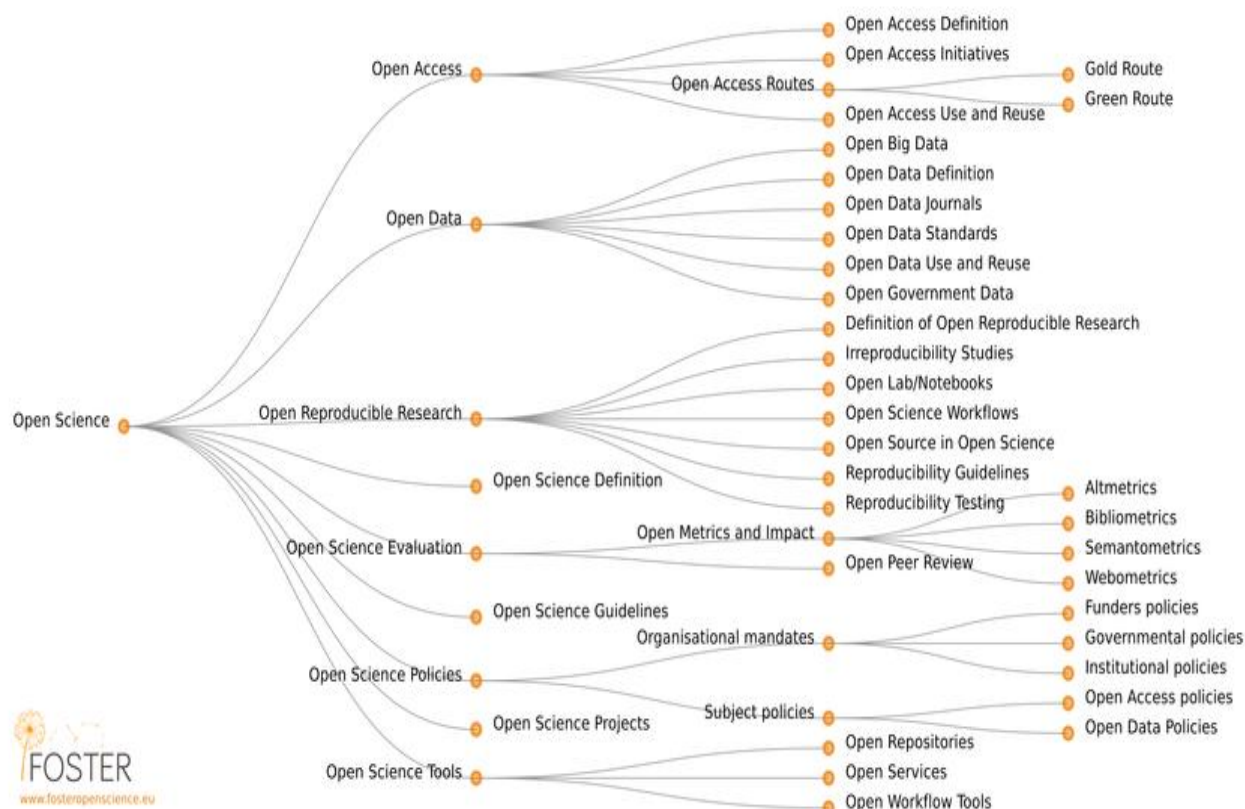 Open Science
Open Access
Open Access Definition
Open Access Initiatives
Open Access Routes
Gold Route
Green Route
Open Access Use and Reuse
Open Data
Open Big Data
Open Data Definition
Open Data Journals
Open Data Standards
Open Data Use and Reuse
Open Government Data
Open Reproducible Research
Definition of Open Reproducible Research
Irreproducibility Studies
Open Lab/Notebooks
Open Science Workflows
Open Source in Open Science
Reproducibility Guidelines
Reproducibility Testing
Open Science Definition
Open Science Evaluation
Open Metrics and Impact
Altmetrics
Bibliometrics
Semantometrics
Webometrics
Open Peer Review
Open Science Guidelines
Open Science Policies
Organisational mandates
Funders policies
Governmental policies
Institutional policies
Subject policies
Open Access policies
Open Data Policies
Open Science Projects
Open Science Tools
Open Repositories
Open Services
Open Workflow Tools
FOSTER
www.fosteropenscience.eu